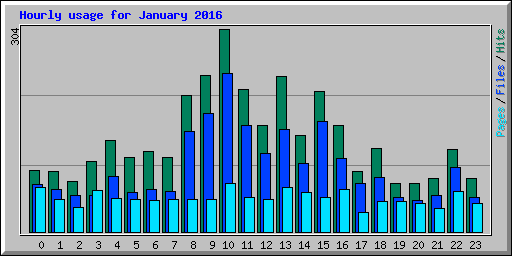 Hourly usage for January 2016
304
Pages/Files/Hits
0 1 2 3 4 5 6 7 8 9 10 11 12 13 14 15 16 17 18 19 20 21 22 23